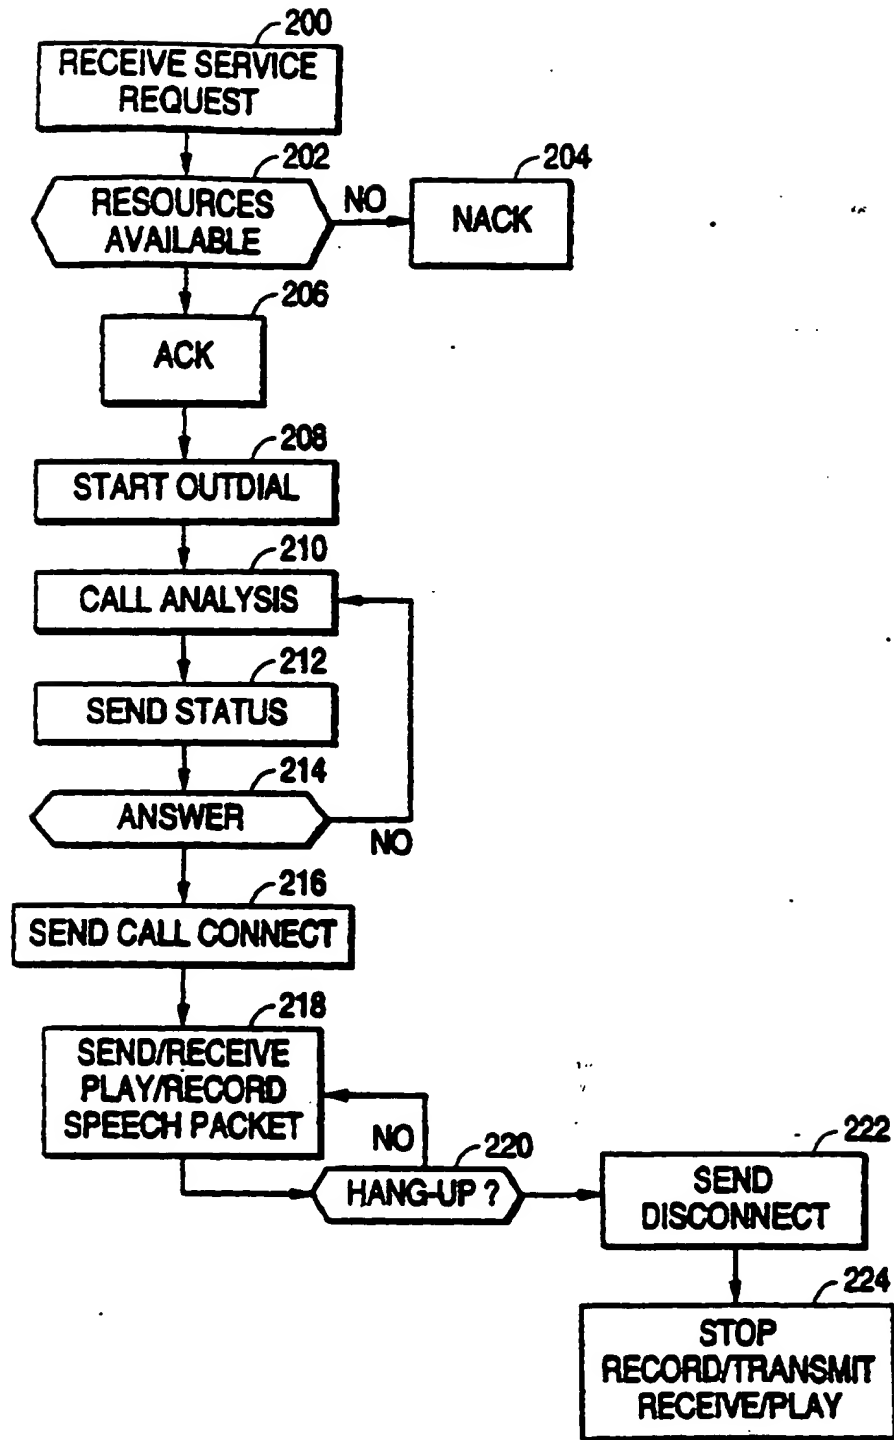 200
RECEIVE SERVICE
REQUEST
202
RESOURCES
AVAILABLE
NO
204
NACK
206
ACK
208
START OUTDIAL
210
CALL ANALYSIS
212
SEND STATUS
214
ANSWER
NO
216
SEND CALL CONNECT
218
SEND/RECEIVE
PLAY/RECORD
SPEECH PACKET
NO
220
HANG-UP ?
222
SEND
DISCONNECT
224
STOP
RECORD/TRANSMIT
RECEIVE/PLAY